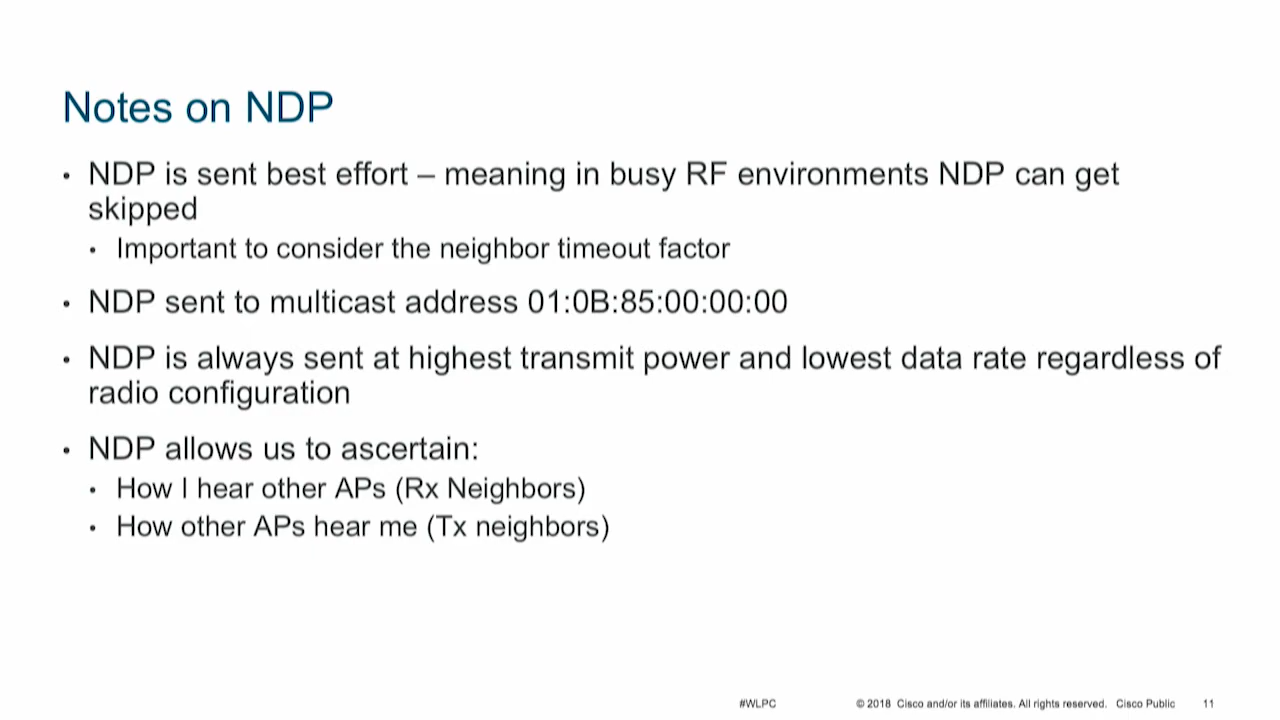 Notes on NDP
• NDP is sent best effort – meaning in busy RF environments NDP can get
skipped
• Important to consider the neighbor timeout factor
• NDP sent to multicast address 01:0B:85:00:00:00
• NDP is always sent at highest transmit power and lowest data rate regardless of
radio configuration
• NDP allows us to ascertain:
• How I hear other APs (Rx Neighbors)
• How other APs hear me (Tx neighbors)
#WLPC © 2018 Cisco and/or its affiliates. All rights reserved. Cisco Public 11